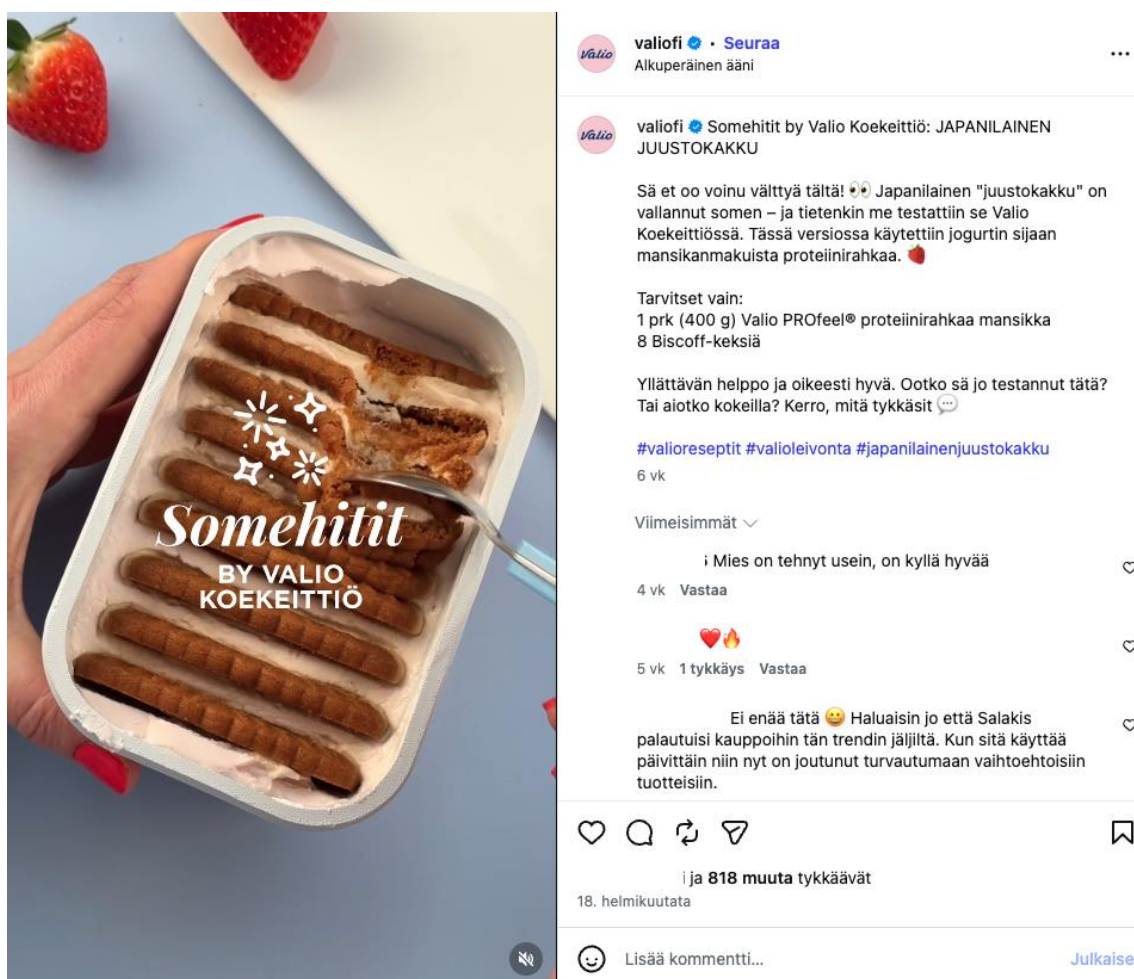 Somehitit
BY VALIO
KOEKEITTIÖ
Valio
valiofi • Seuraa
Alkuperäinen ääni
Valio
valiofi Somehitit by Valio Koekeittiö: JAPANILAINEN
JUUSTOKAKKU
Sä et oo voinu välttyä tältä! 👀 Japanilainen "juustokakku" on
vallannut somen – ja tietenkin me testattiin se Valio
Koekeittiössä. Tässä versiossa käytettiin jogurtin sijaan
mansikanmakuista proteiinirahkaa. 🍓
Tarvitset vain:
1 prk (400 g) Valio PROfeel® proteiinirahkaa mansikka
8 Biscoff-keksiä
Yllättävän helppo ja oikeesti hyvä. Ootko sä jo testannut tätä?
Tai aiotko kokeilla? Kerro, mitä tykkäsit 💬
#valioreseptit #valioleivonta #japanilainenjuustokakku
6 vk
Viimeisimmät
Mies on tehnyt usein, on kyllä hyvää
4 vk Vastaa
❤️🔥
5 vk 1 tykkäys Vastaa
Ei enää tätä 😀 Haluaisin jo että Salakis
palautuisi kauppoihin tän trendin jäljiltä. Kun sitä käyttää
päivittäin niin nyt on joutunut turvautumaan vaihtoehtoisiin
tuotteisiin.
ja 818 muuta tykkäävät
18. helmikuutata
Lisää kommentti...
Julkaise